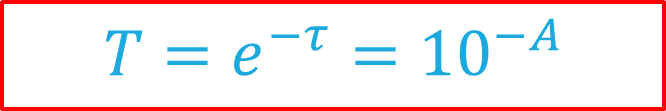 T = e^{-τ} = 10^{-A}